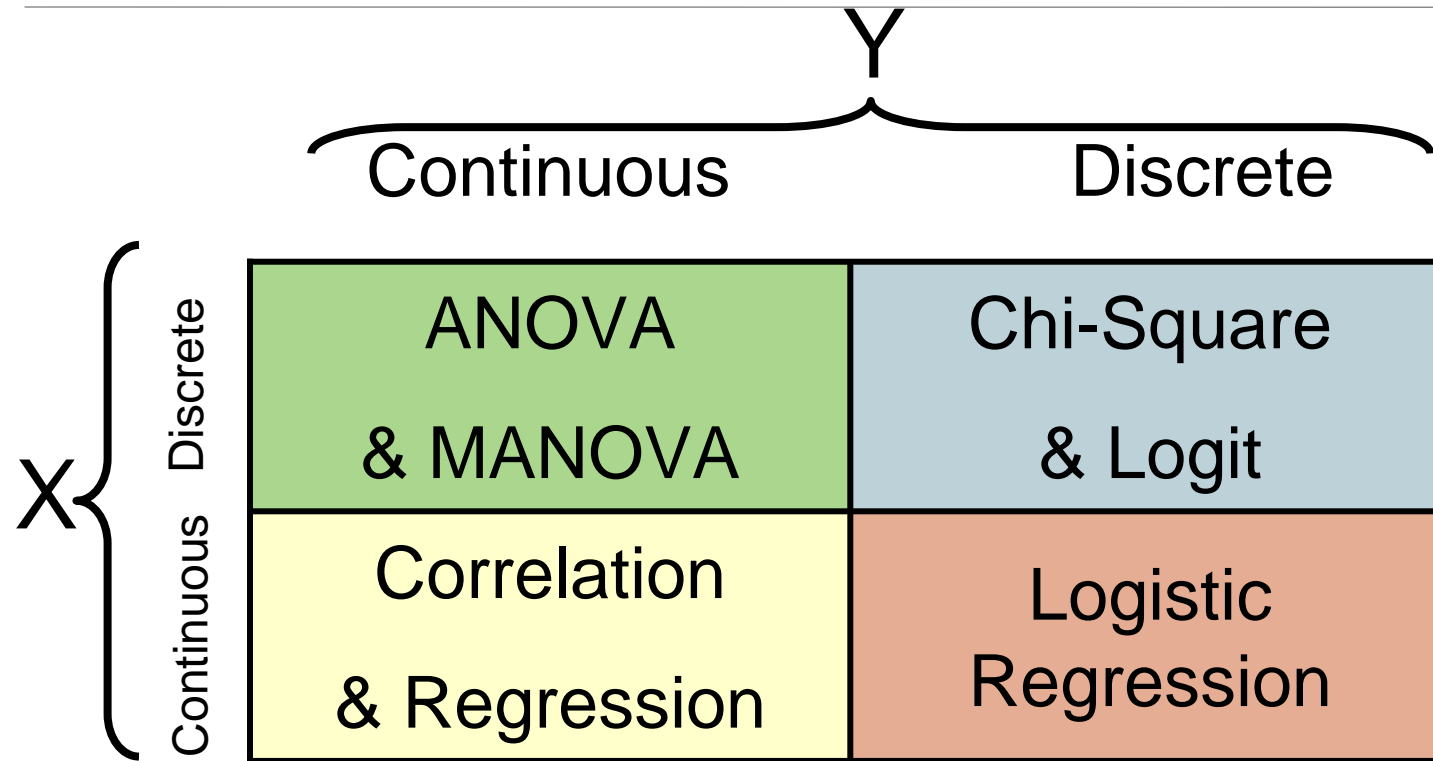 Y
Continuous Discrete
X
Discrete
ANOVA
& MANOVA
Chi-Square
& Logit
Continuous
Correlation
& Regression
Logistic
Regression